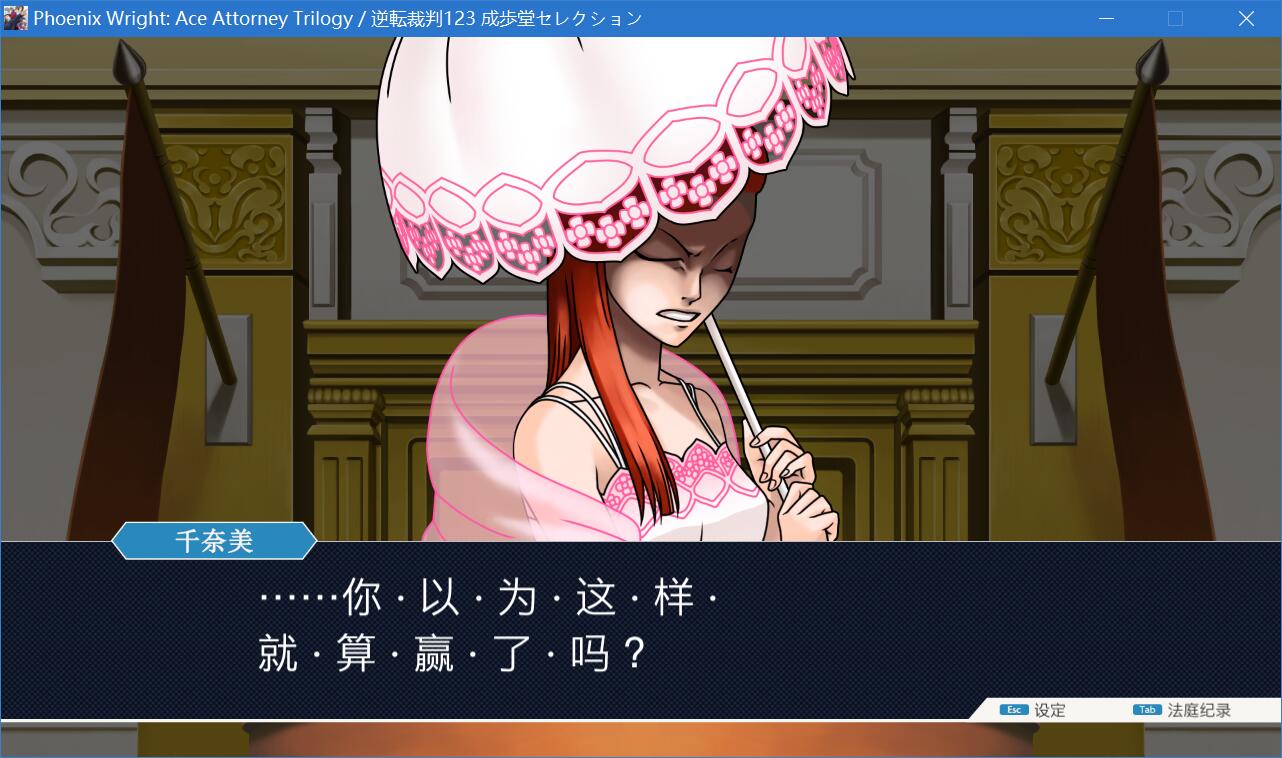 Phoenix Wright: Ace Attorney Trilogy / 逆転裁判123 成歩堂セレクション
千奈美
……你·以·为·这·样·
就·算·赢·了·吗？
Esc 设定 Tab 法庭纪录